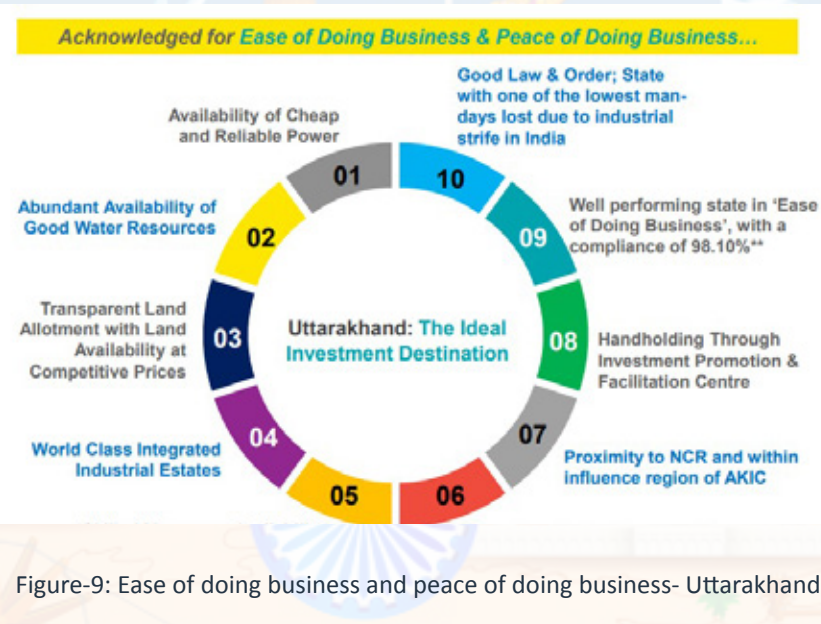 Acknowledged for Ease of Doing Business & Peace of Doing Business...
Availability of Cheap
and Reliable Power
01
Abundant Availability of
Good Water Resources
02
Transparent Land
Allotment with Land
Availability at
Competitive Prices
03
World Class Integrated
Industrial Estates
04
05
06
07
Proximity to NCR and within
influence region of AKIC
08
Handholding Through
Investment Promotion &
Facilitation Centre
09
Well performing state in ‘Ease
of Doing Business’, with a
compliance of 98.10%**
10
Good Law & Order; State
with one of the lowest man-
days lost due to industrial
strife in India
Uttarakhand: The Ideal
Investment Destination
Figure-9: Ease of doing business and peace of doing business- Uttarakhand